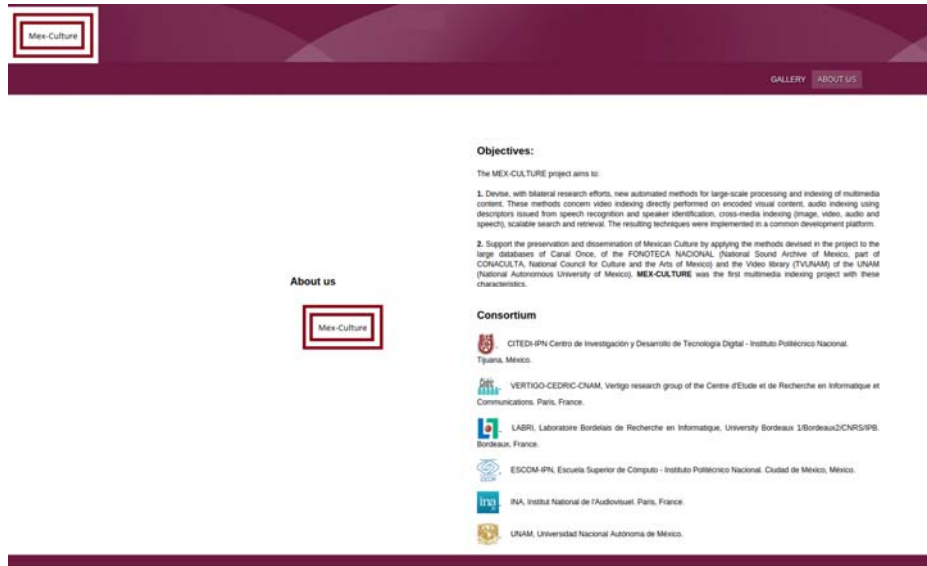 Mex-Culture
GALLERY ABOUT US
About us
Mex-Culture
Objectives:
The MEX-CULTURE project aims to:
1. Devise, with bilateral research efforts, new automated methods for large-scale processing and indexing of multimedia
content. These methods concern video indexing directly performed on encoded visual content, audio indexing using
descriptors issued from speech recognition and speaker identification, cross-media indexing (image, video, audio and
speech), scalable search and retrieval. The resulting techniques were implemented in a common development platform.
2. Support the preservation and dissemination of Mexican Culture by applying the methods devised in the project to the
large databases of Canal Once, of the FONOTECA NACIONAL (National Sound Archive of Mexico, part of
CONACULTA, National Council for Culture and the Arts of Mexico) and the Video library (TVUNAM) of the UNAM
(National Autonomous University of Mexico). MEX-CULTURE was the first multimedia indexing project with these
characteristics.
Consortium
CITEDI-IPN Centro de Investigación y Desarrollo de Tecnología Digital - Instituto Politécnico Nacional.
Tijuana, México.
VERTIGO-CEDRIC-CNAM, Vertigo research group of the Centre d'Etude et de Recherche en Informatique et
Communications. Paris, France.
LABRI, Laboratoire Bordelais de Recherche en Informatique, University Bordeaux 1/Bordeaux2/CNRS/IPB.
Bordeaux, France.
ESCOM-IPN, Escuela Superior de Cómputo - Instituto Politécnico Nacional. Ciudad de México, México.
ina
INA, Institut National de l'Audiovisuel. Paris, France.
UNAM, Universidad Nacional Autónoma de México.